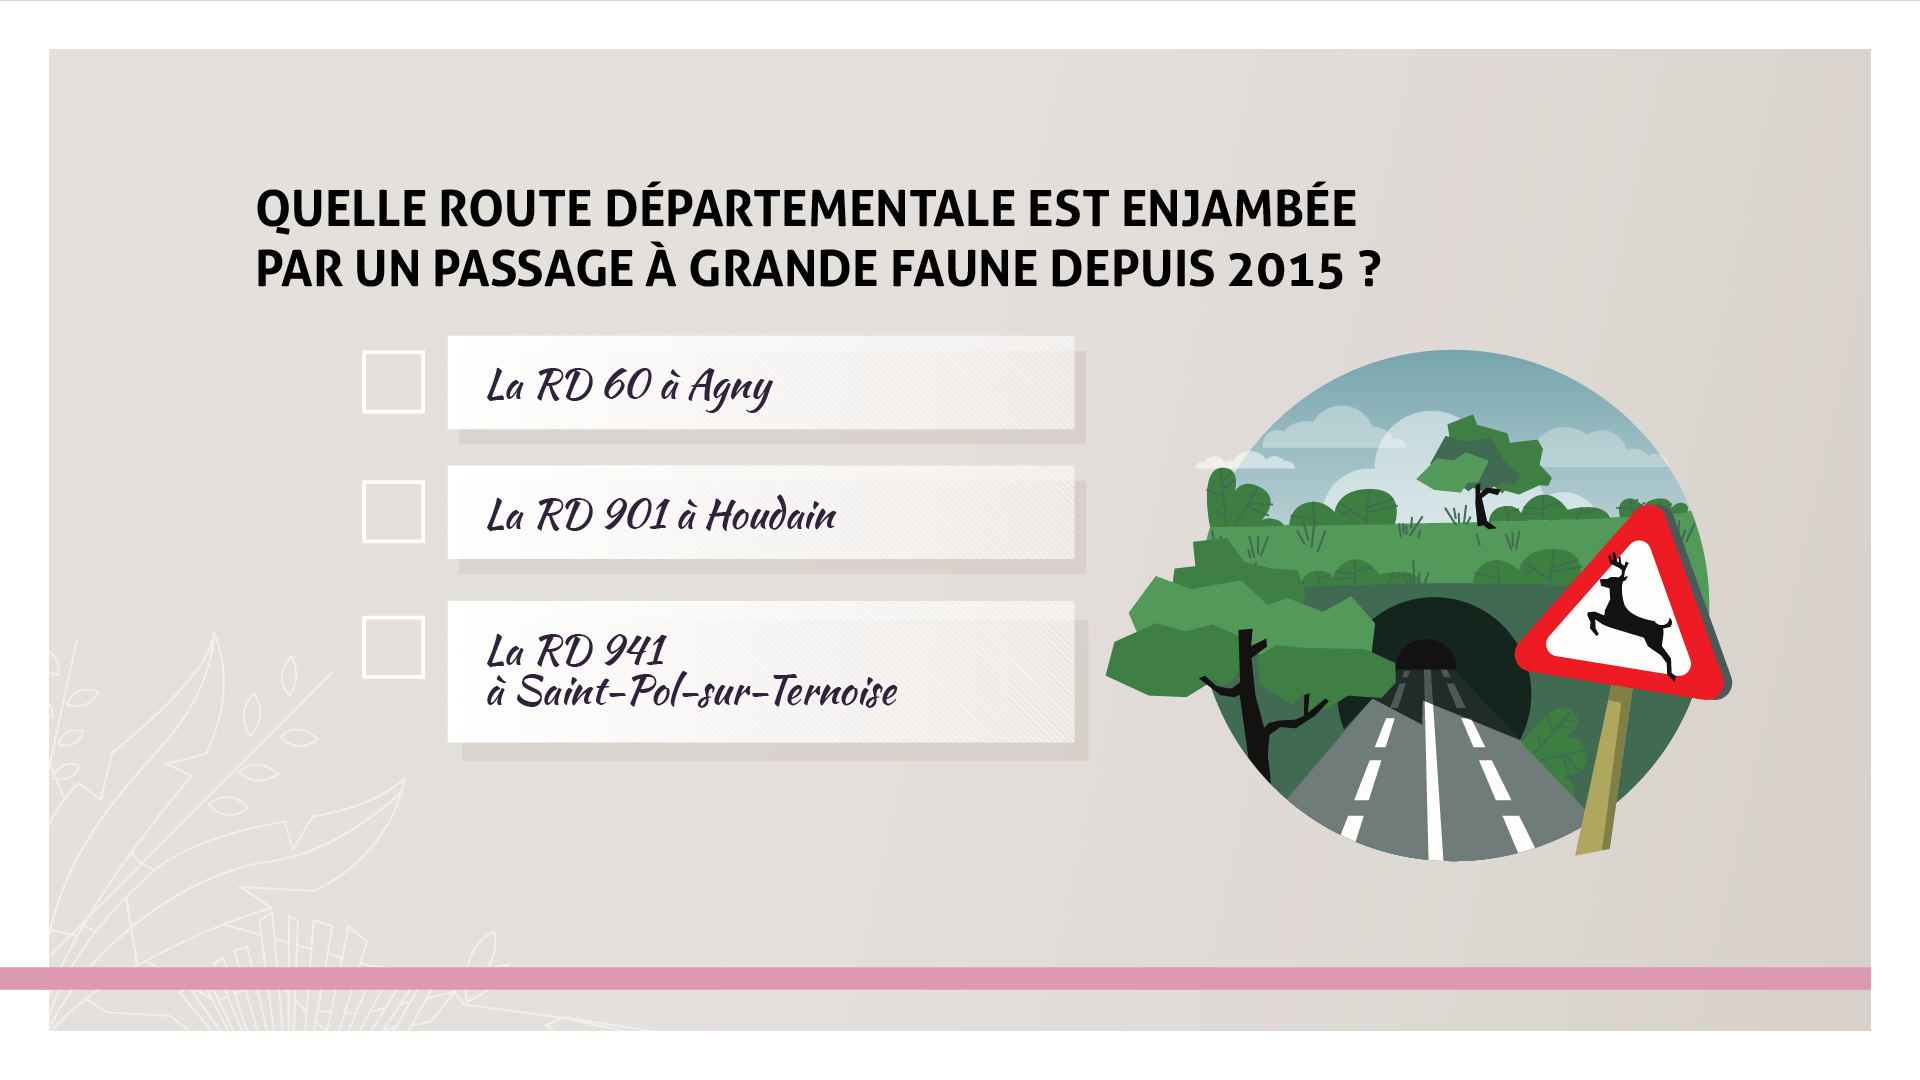 QUELLE ROUTE DÉPARTEMENTALE EST ENJAMBÉE
PAR UN PASSAGE À GRANDE FAUNE DEPUIS 2015 ?
La RD 60 à Agny
La RD 901 à Houdain
La RD 941
à Saint-Pol-sur-Ternoise